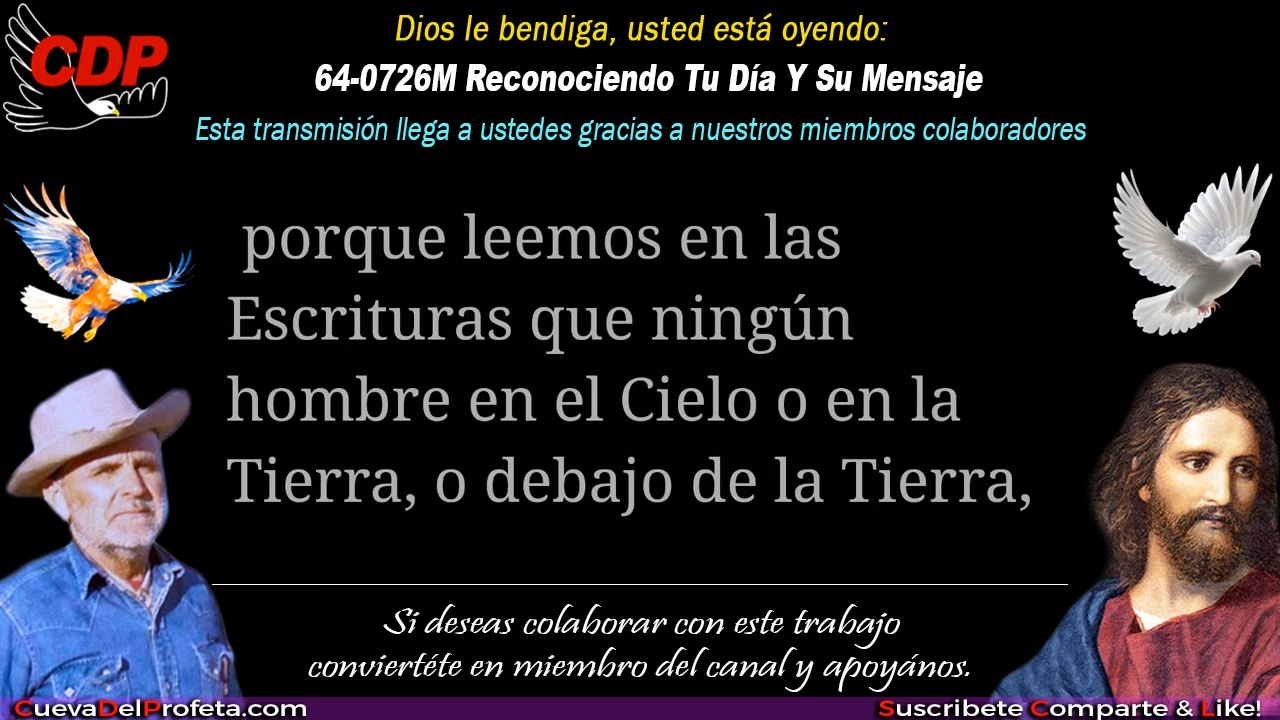 CDP
Dios le bendiga, usted está oyendo:
64-0726M Reconociendo Tu Día Y Su Mensaje
Esta transmisión llega a ustedes gracias a nuestros miembros colaboradores
porque leemos en las
Escrituras que ningún
hombre en el Cielo o en la
Tierra, o debajo de la Tierra,
Si deseas colaborar con este trabajo
conviertéte en miembro del canal y apoyános.
CuevaDelProfeta.com
Suscribete Comparte & Like!